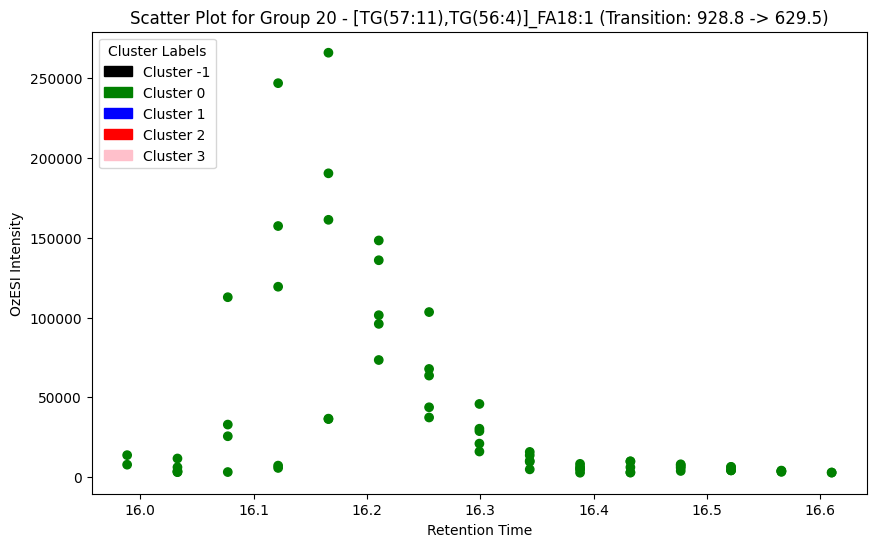 Scatter Plot for Group 20 - [TG(57:11),TG(56:4)]_FA18:1 (Transition: 928.8 -> 629.5)
Cluster Labels
Cluster -1
Cluster 0
Cluster 1
Cluster 2
Cluster 3
250000
200000
150000
100000
50000
0
OzESI Intensity
16.0 16.1 16.2 16.3 16.4 16.5 16.6
Retention Time